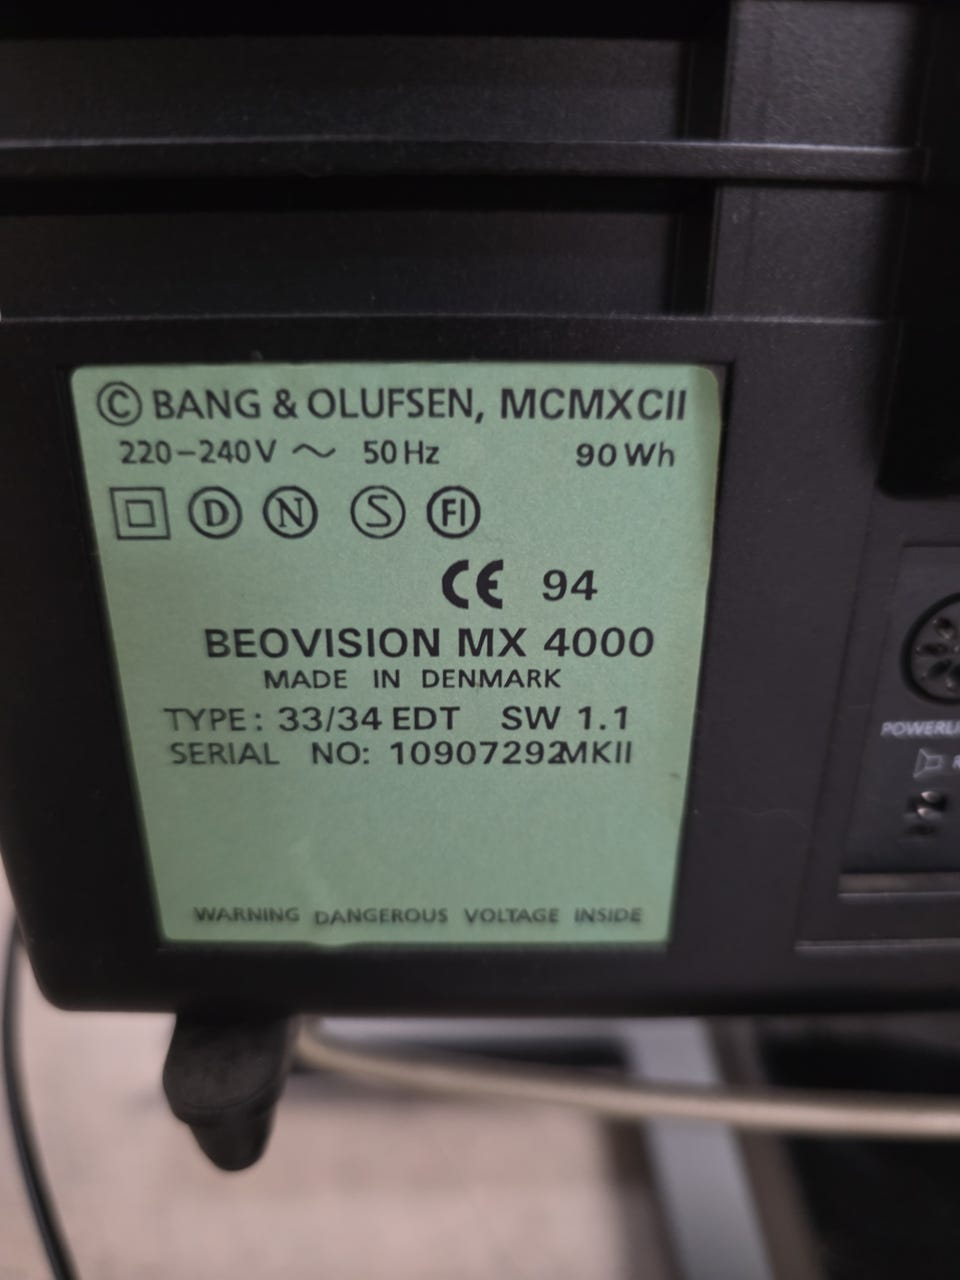 © BANG & OLUFSEN, MCMXCII
220–240V ~ 50 Hz 90 Wh
D N S FI
CE 94
BEOVISION MX 4000
MADE IN DENMARK
TYPE: 33/34 EDT SW 1.1
SERIAL NO: 10907292MKII
WARNING DANGEROUS VOLTAGE INSIDE
POWERL
R